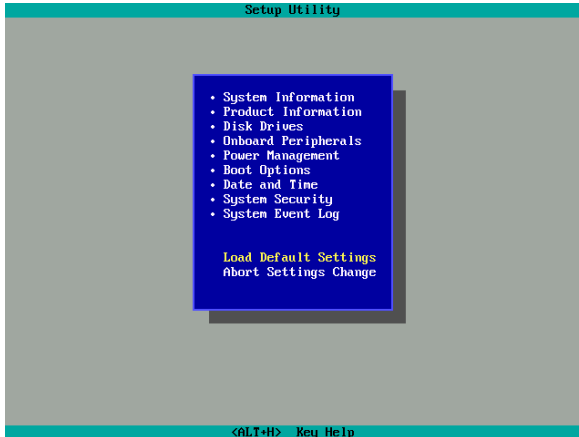 Setup Utility
• System Information
• Product Information
• Disk Drives
• Onboard Peripherals
• Power Management
• Boot Options
• Date and Time
• System Security
• System Event Log
Load Default Settings
Abort Settings Change
<ALT+H> Key Help